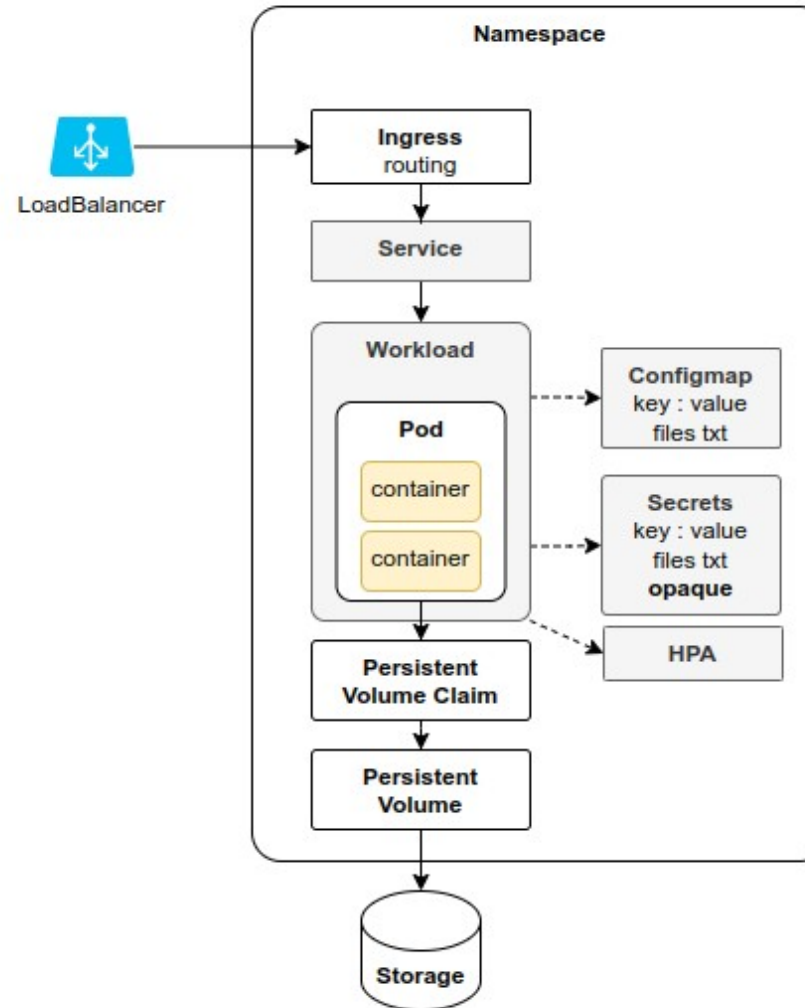 Namespace
Ingress
routing
LoadBalancer
Service
Workload
Pod
container
container
Configmap
key : value
files txt
Secrets
key : value
files txt
opaque
HPA
Persistent
Volume Claim
Persistent
Volume
Storage